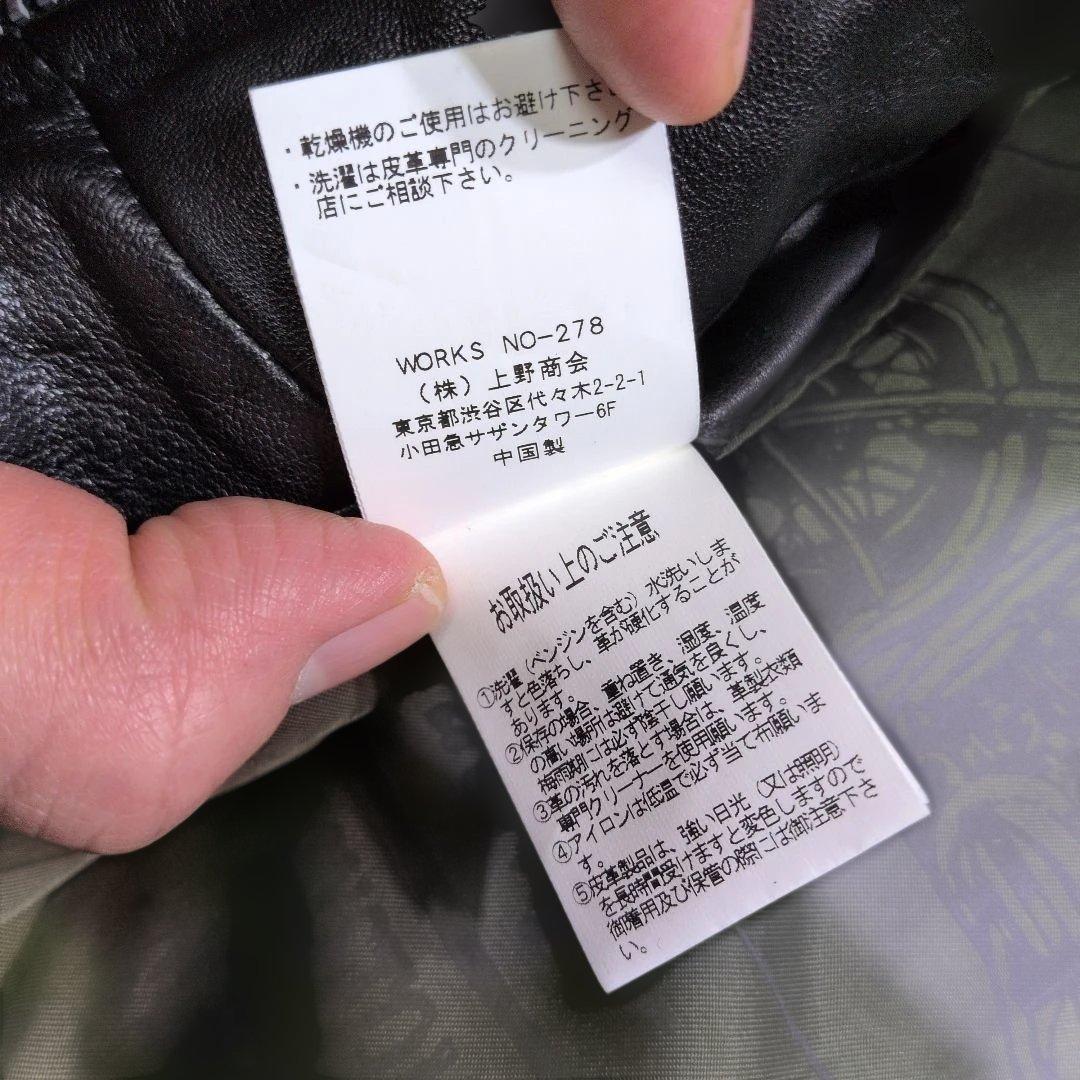 ・乾燥機のご使用はお避け下さ
・洗濯は皮革専門のクリーニング
店にご相談下さい。
WORKS NO-278
（株）上野商会
東京都渋谷区代々木2-2-1
小田急サザンタワー6F
中国製
お取扱い上のご注意
①洗濯（ベンジンを含む）水洗いしま
すと色落ちし、革が硬化することが
あります。
②保存の場合、重ね置き、湿度、温度
の高い場所は避けて通気を良くし、
梅雨期には必ず陰干し願います。
③革の汚れを落とす場合は、革製衣類
専門クリーナーを使用願います。
④アイロンは低温で必ず当て布願いま
す。
⑤皮革製品は、強い日光（又は照明）
を長時間受けますと変色しますので
御着用及び保管の際には御注意下さ
い。